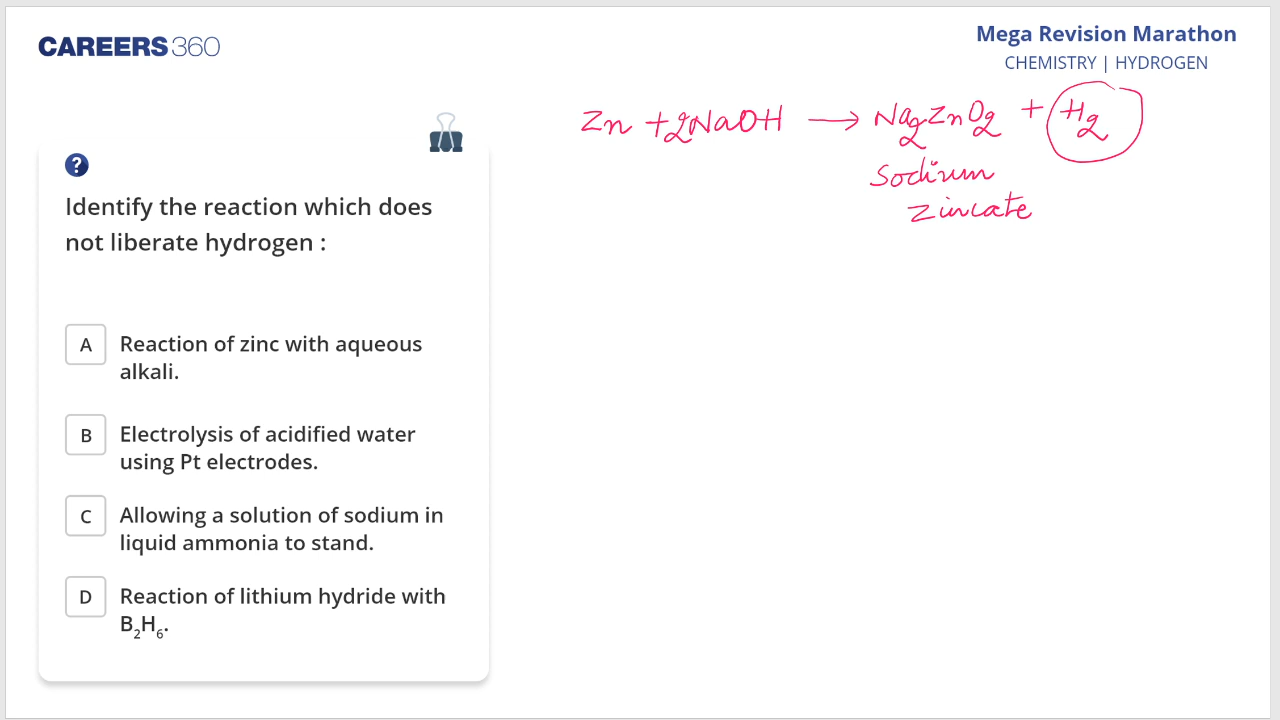 CAREERS360
Mega Revision Marathon
CHEMISTRY | HYDROGEN
Zn + 2NaOH → Na₂ZnO₂ + H₂
Sodium
Zincate
?
Identify the reaction which does
not liberate hydrogen :
A Reaction of zinc with aqueous
alkali.
B Electrolysis of acidified water
using Pt electrodes.
C Allowing a solution of sodium in
liquid ammonia to stand.
D Reaction of lithium hydride with
B₂H₆.